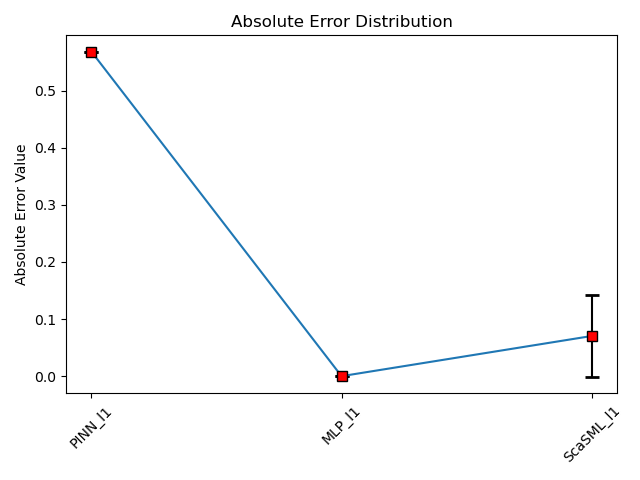 Absolute Error Distribution
Absolute Error Value
0.5
0.4
0.3
0.2
0.1
0.0
PINN_l1
MLP_l1
ScaSML_l1